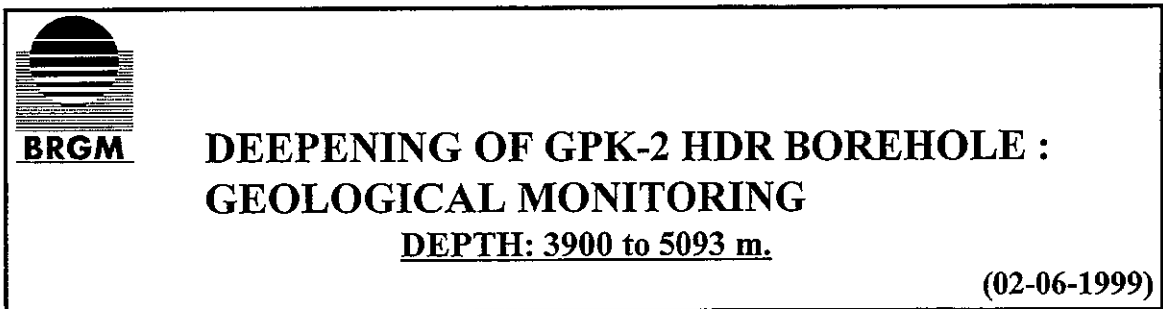 BRGM
DEEPENING OF GPK-2 HDR BOREHOLE :
GEOLOGICAL MONITORING
DEPTH: 3900 to 5093 m.
(02-06-1999)